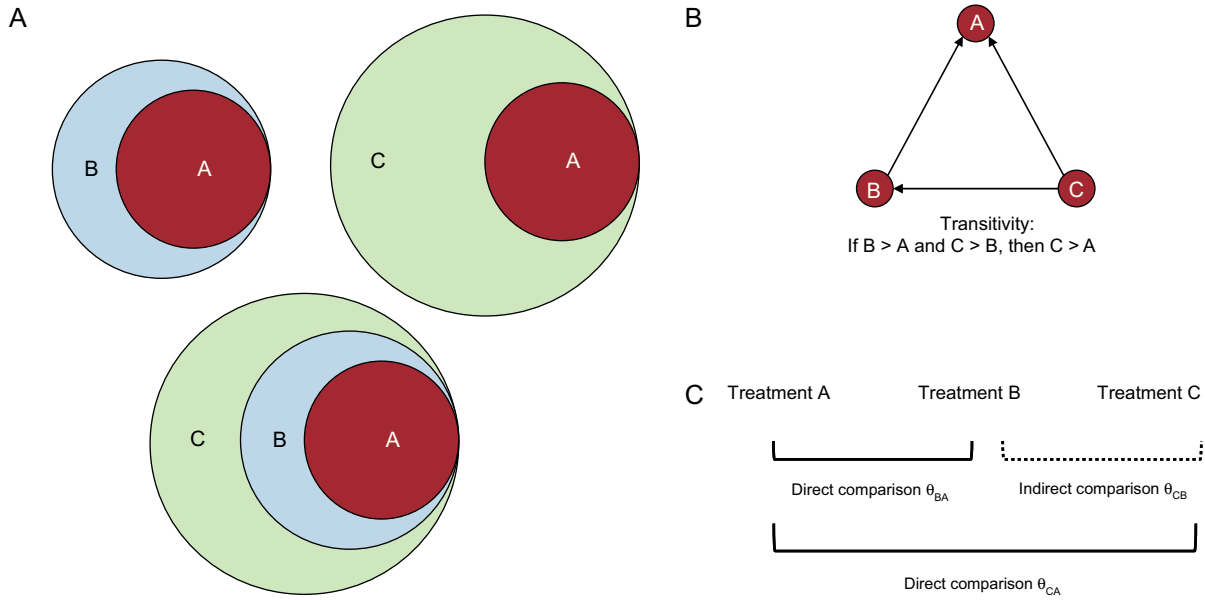 A
B
A
C
A
C
B
A
B
A
B
C
Transitivity:
If B > A and C > B, then C > A
C
Treatment A
Treatment B
Treatment C
Direct comparison θBA
Indirect comparison θCB
Direct comparison θCA